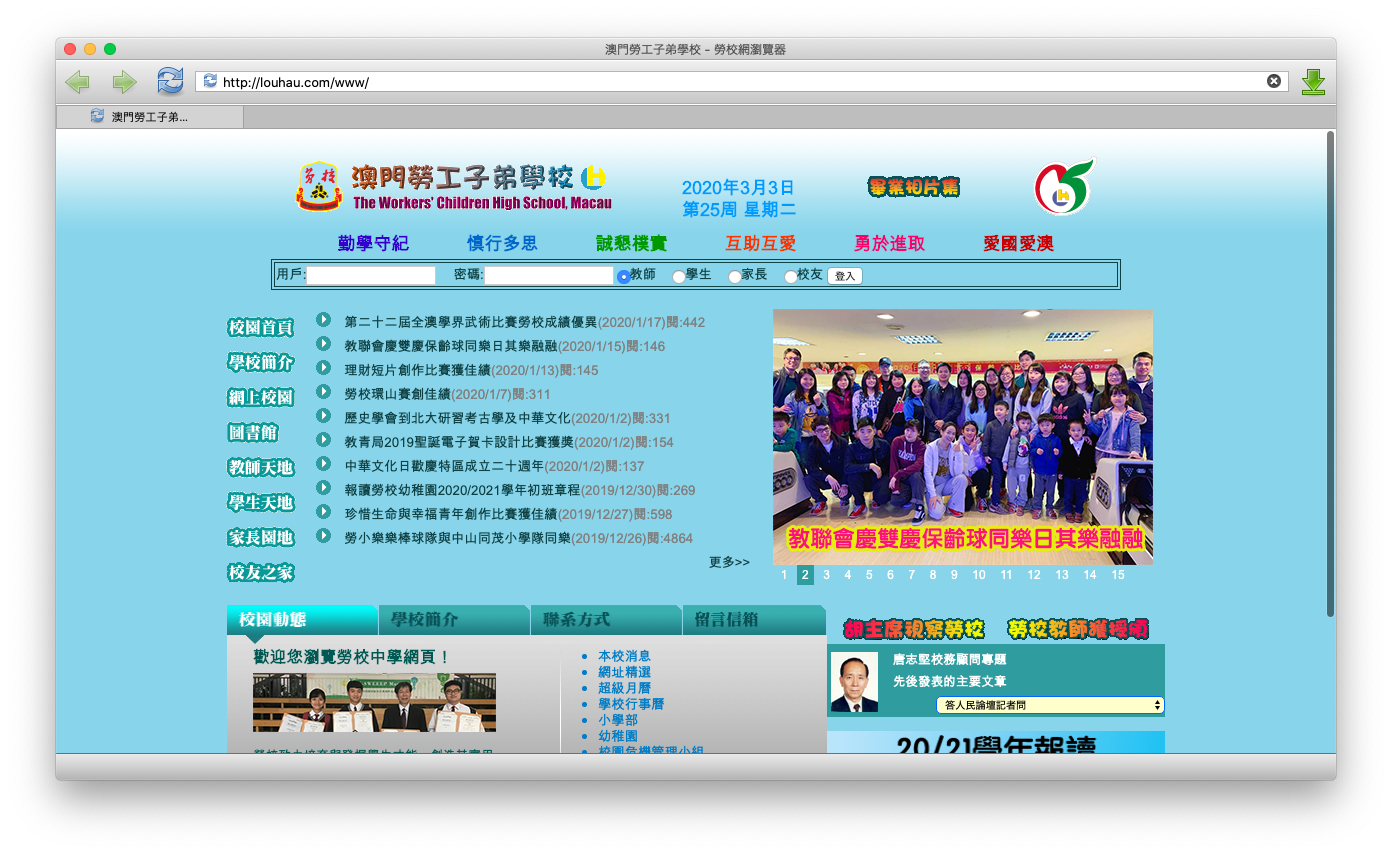 澳門勞工子弟學校 - 勞校網瀏覽器
http://louhau.com/www/
澳門勞工子弟...
勞校
澳門勞工子弟學校
The Workers' Children High School, Macau
2020年3月3日
第25周 星期二
畢業相片集
勤學守紀 慎行多思 誠懇樸實 互助互愛 勇於進取 愛國愛澳
用戶: 密碼: 教師 學生 家長 校友 登入
校園首頁
學校簡介
網上校園
圖書館
教師天地
學生天地
家長園地
校友之家
第二十二屆全澳學界武術比賽勞校成績優異(2020/1/17)閱:442
教聯會慶雙慶保齡球同樂日其樂融融(2020/1/15)閱:146
理財短片創作比賽獲佳績(2020/1/13)閱:145
勞校環山賽創佳績(2020/1/7)閱:311
歷史學會到北大研習考古學及中華文化(2020/1/2)閱:331
教青局2019聖誕電子賀卡設計比賽獲獎(2020/1/2)閱:154
中華文化日歡慶特區成立二十週年(2020/1/2)閱:137
報讀勞校幼稚園2020/2021學年初班章程(2019/12/30)閱:269
珍惜生命與幸福青年創作比賽獲佳績(2019/12/27)閱:598
勞小樂樂棒球隊與中山同茂小學隊同樂(2019/12/26)閱:4864
更多>>
教聯會慶雙慶保齡球同樂日其樂融融
1 2 3 4 5 6 7 8 9 10 11 12 13 14 15
校園動態 學校簡介 聯系方式 留言信箱
歡迎您瀏覽勞校中學網頁！
本校消息
網址精選
超級月曆
學校行事曆
小學部
幼稚園
校園危機管理小組
胡主席視察勞校 勞校教師獲授勳
唐志堅校務顧問專題
先後發表的主要文章
答人民論壇記者問
20/21學年報讀